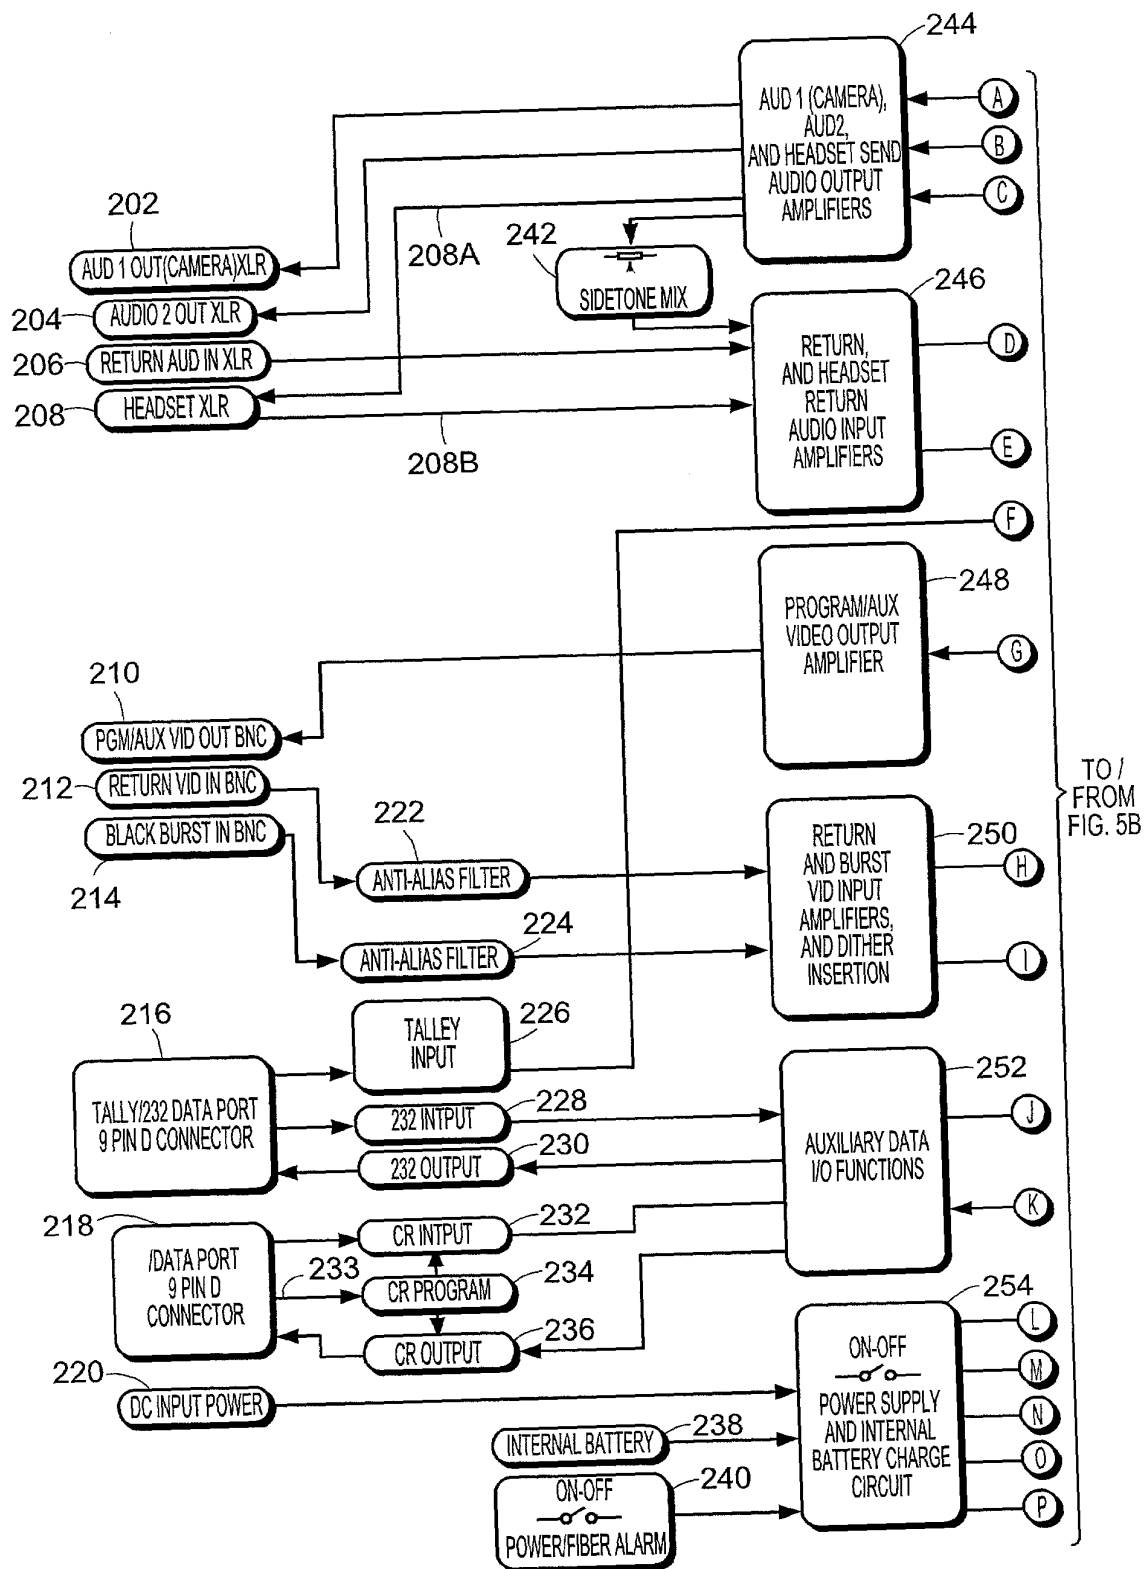 244
AUD 1 (CAMERA),
AUD2,
AND HEADSET SEND
AUDIO OUTPUT
AMPLIFIERS
A
B
C
202
AUD 1 OUT(CAMERA)XLR
208A
242
SIDETONE MIX
204
AUDIO 2 OUT XLR
206
RETURN AUD IN XLR
208
HEADSET XLR
208B
246
RETURN,
AND HEADSET
RETURN
AUDIO INPUT
AMPLIFIERS
D
E
F
248
PROGRAM/AUX
VIDEO OUTPUT
AMPLIFIER
G
210
PGM/AUX VID OUT BNC
212
RETURN VID IN BNC
BLACK BURST IN BNC
214
222
ANTI-ALIAS FILTER
224
ANTI-ALIAS FILTER
250
RETURN
AND BURST
VID INPUT
AMPLIFIERS,
AND DITHER
INSERTION
H
I
TO /
FROM
FIG. 5B
216
TALLY/232 DATA PORT
9 PIN D CONNECTOR
226
TALLEY
INPUT
228
232 INTPUT
230
232 OUTPUT
252
AUXILIARY DATA
I/O FUNCTIONS
J
K
218
/DATA PORT
9 PIN D
CONNECTOR
233
232
CR INTPUT
234
CR PROGRAM
236
CR OUTPUT
220
DC INPUT POWER
238
INTERNAL BATTERY
240
ON-OFF
POWER/FIBER ALARM
254
ON-OFF
POWER SUPPLY
AND INTERNAL
BATTERY CHARGE
CIRCUIT
L
M
N
O
P